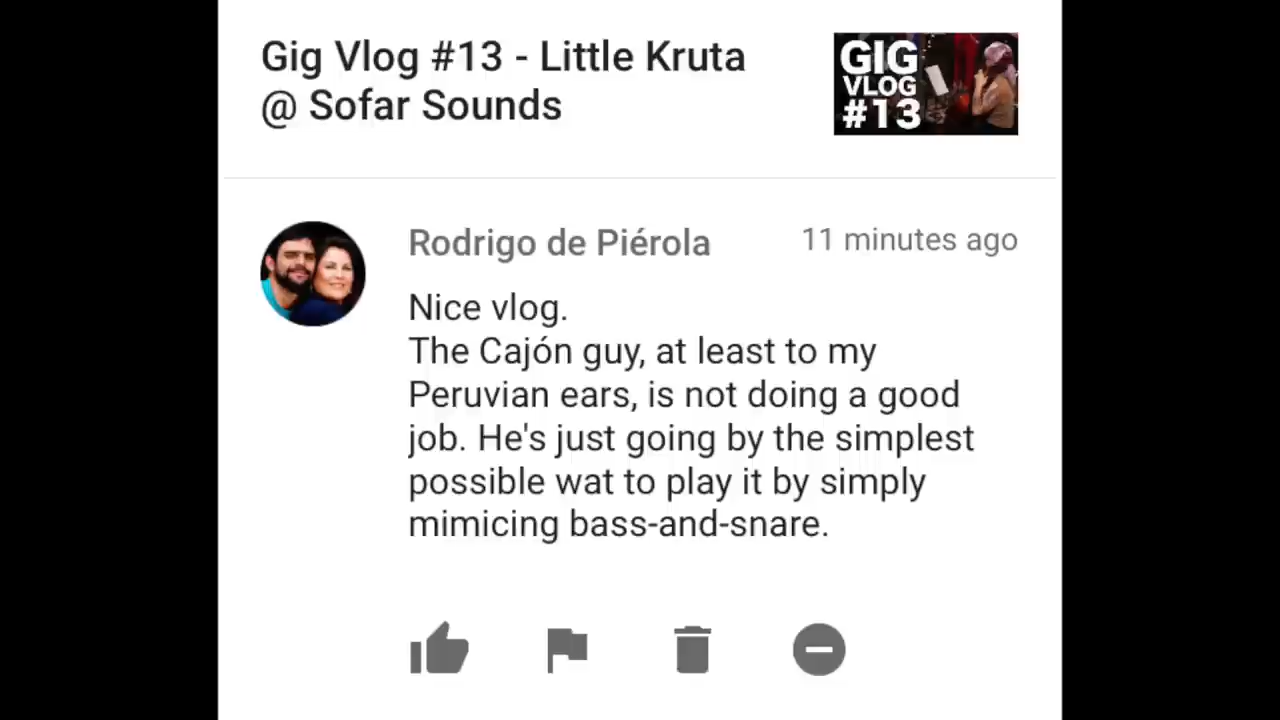 Gig Vlog #13 - Little Kruta
@ Sofar Sounds
GIG
VLOG
#13
Rodrigo de Piérola
11 minutes ago
Nice vlog.
The Cajón guy, at least to my
Peruvian ears, is not doing a good
job. He's just going by the simplest
possible wat to play it by simply
mimicing bass-and-snare.